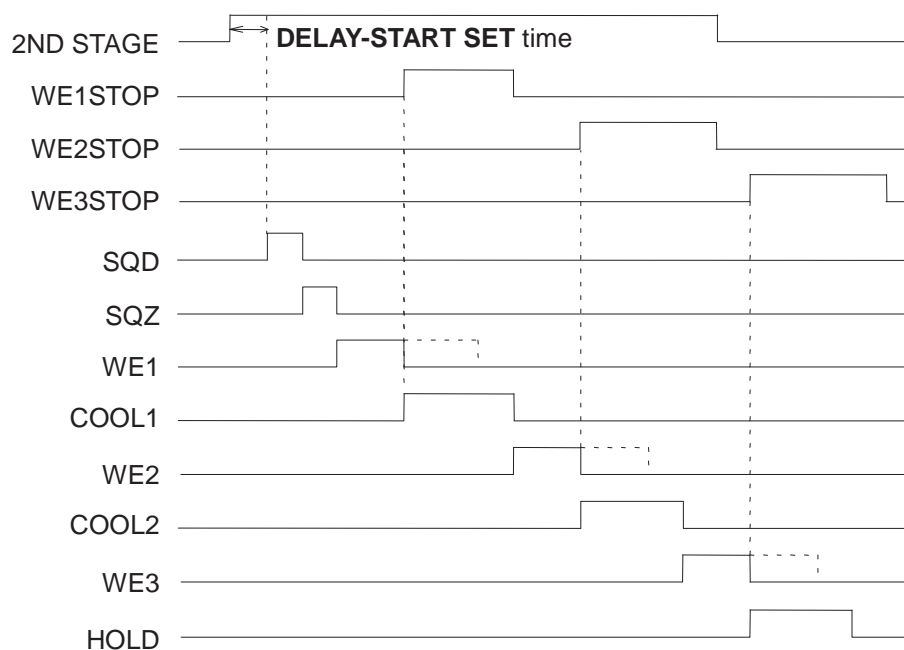 2ND STAGE
DELAY-START SET time
WE1STOP
WE2STOP
WE3STOP
SQD
SQZ
WE1
COOL1
WE2
COOL2
WE3
HOLD